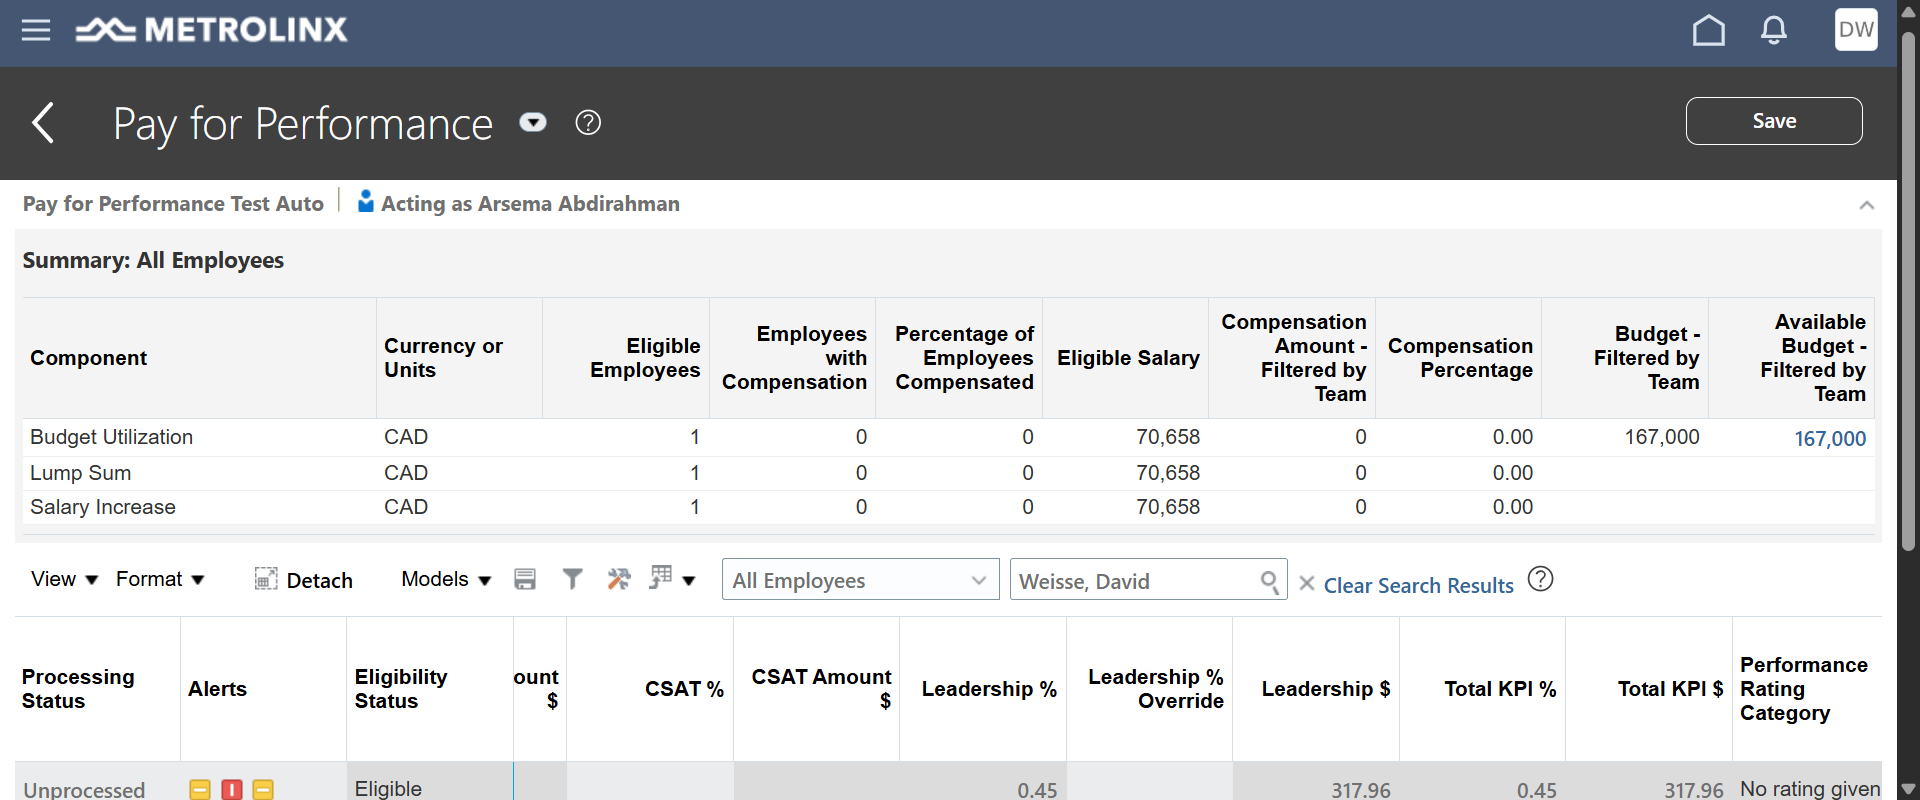 METROLINX
DW
Pay for Performance
?
Save
Pay for Performance Test Auto
Acting as Arsema Abdirahman
Summary: All Employees
Component
Currency or
Units
Eligible
Employees
Employees
with
Compensation
Percentage of
Employees
Compensated
Eligible Salary
Compensation
Amount -
Filtered by
Team
Compensation
Percentage
Budget -
Filtered by
Team
Available
Budget -
Filtered by
Team
Budget Utilization CAD 1 0 0 70,658 0 0.00 167,000 167,000
Lump Sum CAD 1 0 0 70,658 0 0.00
Salary Increase CAD 1 0 0 70,658 0 0.00
View Format Detach Models All Employees Weisse, David Clear Search Results ?
Processing
Status
Alerts
Eligibility
Status
ount
$
CSAT %
CSAT Amount
$
Leadership %
Leadership %
Override
Leadership $
Total KPI %
Total KPI $
Performance
Rating
Category
Unprocessed Eligible 0.45 317.96 0.45 317.96 No rating given